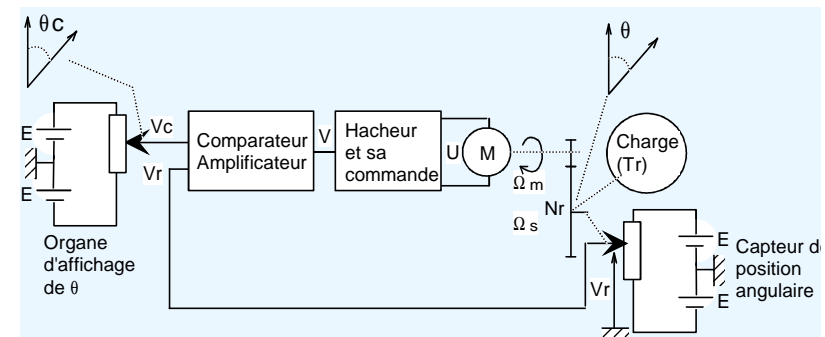 θc
θ
E
E
Vc
Vr
Comparateur
Amplificateur
V
Hacheur
et sa
commande
U
M
Ωm
Ωs
Nr
Charge
(Tr)
Organe
d'affichage
de θ
Vr
E
E
Capteur de
position
angulaire